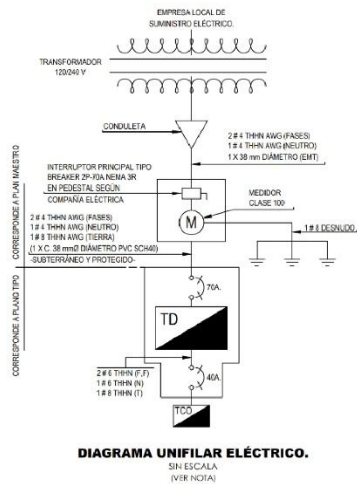 EMPRESA LOCAL DE
SUMINISTRO ELÉCTRICO.
TRANSFORMADOR
120/240 V
CONDULETA
2 # 4 THHN AWG (FASES)
1 # 4 THHN AWG (NEUTRO)
1 X 38 mm DIÁMETRO (EMT)
INTERRUPTOR PRINCIPAL TIPO
BREAKER 2P-70A NEMA 3R
EN PEDESTAL SEGÚN
COMPAÑÍA ELÉCTRICA
MEDIDOR
CLASE 100
M
CORRESPONDE A PLAN MAESTRO
2 # 4 THHN AWG (FASES)
1 # 4 THHN AWG (NEUTRO)
1 # 8 THHN AWG (TIERRA)
(1 X C. 38 mmØ DIÁMETRO PVC SCH40)
-SUBTERRÁNEO Y PROTEGIDO-
1 # 8 DESNUDO.
CORRESPONDE A PLANO TIPO
70A.
TD
2 # 6 THHN (F,F)
1 # 6 THHN (N)
1 # 8 THHN (T)
40A.
TCO
DIAGRAMA UNIFILAR ELÉCTRICO.
SIN ESCALA
(VER NOTA)